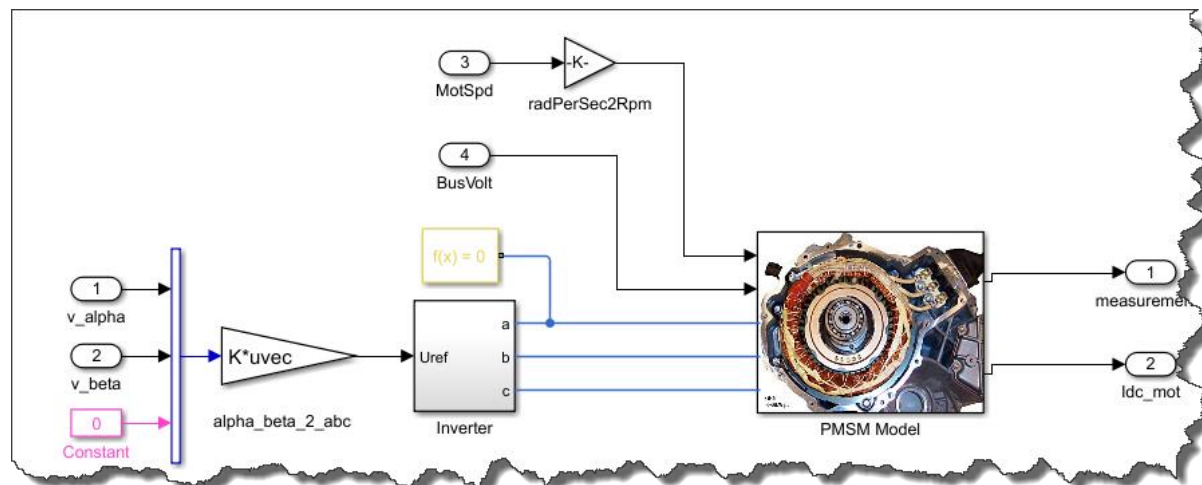 3
MotSpd
-K-
radPerSec2Rpm
4
BusVolt
f(x) = 0
1
v_alpha
2
v_beta
0
Constant
K*uvec
alpha_beta_2_abc
Uref
a
b
c
Inverter
PMSM Model
1
measuremen
2
Idc_mot